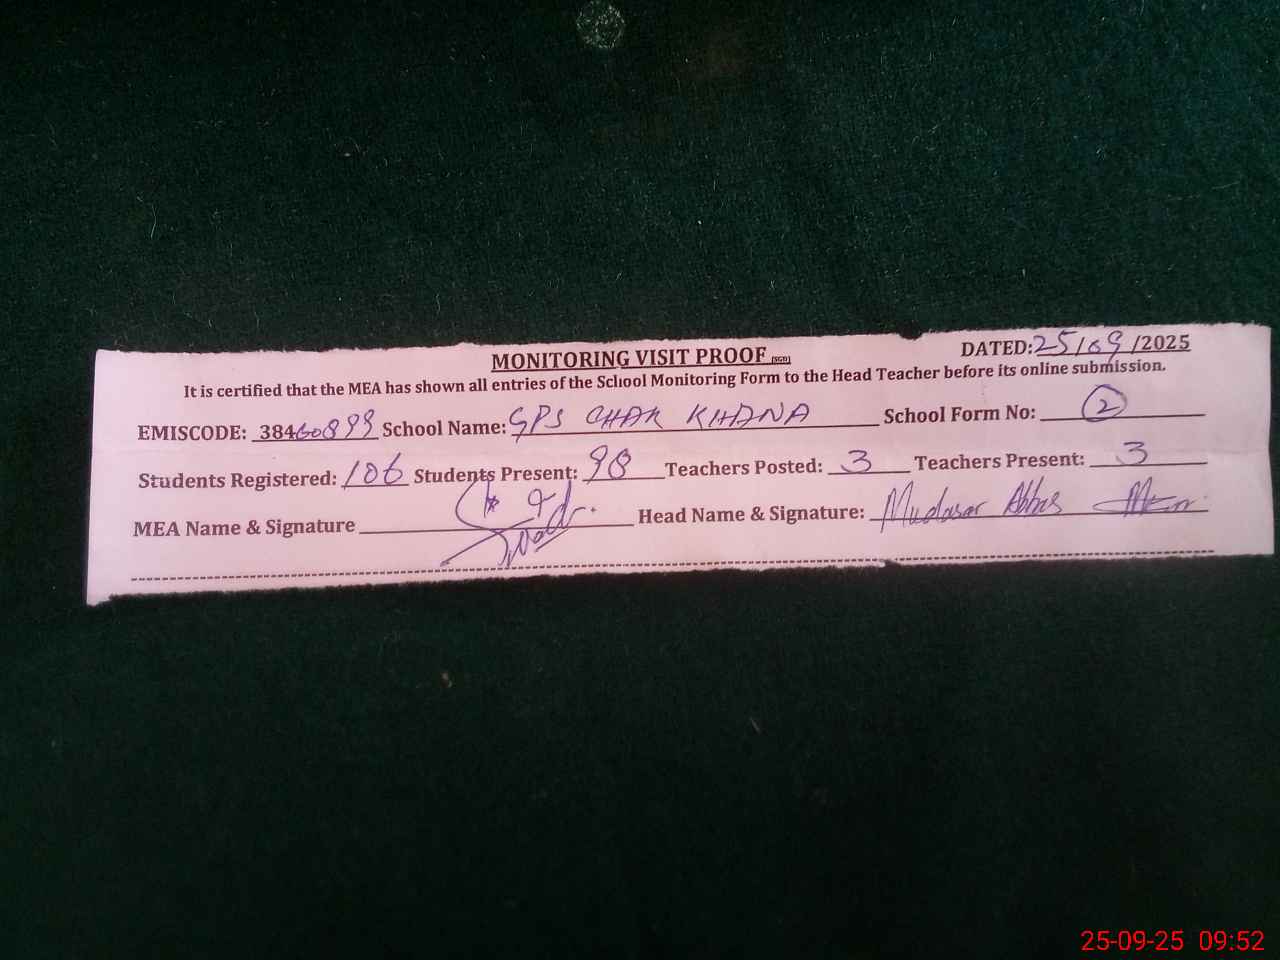 MONITORING VISIT PROOF (SGD)
DATED: 25/09/2025
It is certified that the MEA has shown all entries of the School Monitoring Form to the Head Teacher before its online submission.
EMISCODE: 38460899 School Name: GPS CHAK KHANA School Form No: 2
Students Registered: 106 Students Present: 98 Teachers Posted: 3 Teachers Present: 3
MEA Name & Signature Head Name & Signature: Mudasar Abbas
25-09-25 09:52